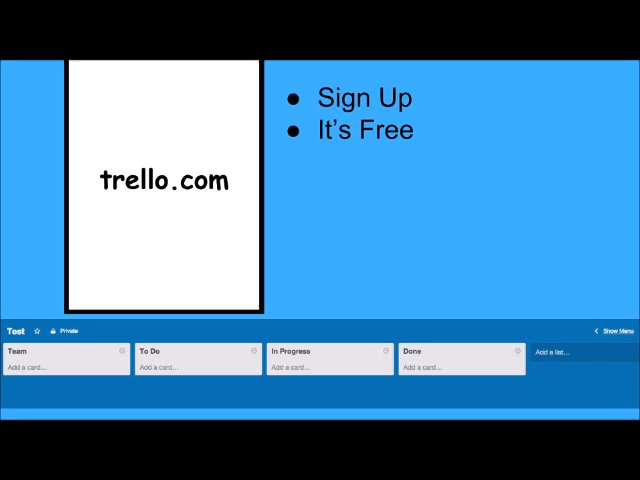 ● Sign Up
● It's Free
trello.com
Test Private Show Menu
Team To Do In Progress Done Add a list...
Add a card... Add a card... Add a card... Add a card...